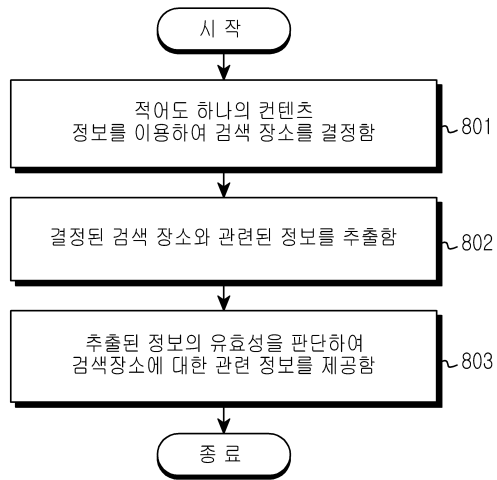 시 작
적어도 하나의 컨텐츠
정보를 이용하여 검색 장소를 결정함
801
결정된 검색 장소와 관련된 정보를 추출함
802
추출된 정보의 유효성을 판단하여
검색장소에 대한 관련 정보를 제공함
803
종 료